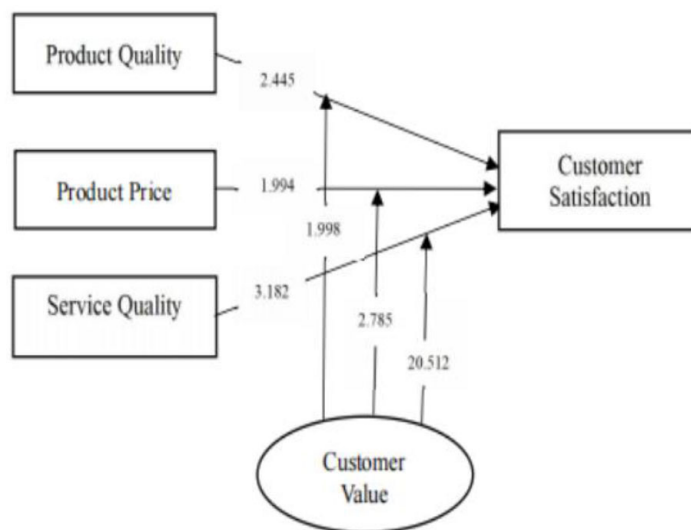 Product Quality
2.445
Customer
Satisfaction
Product Price
1.994
1.998
Service Quality
3.182
2.785
20.512
Customer
Value